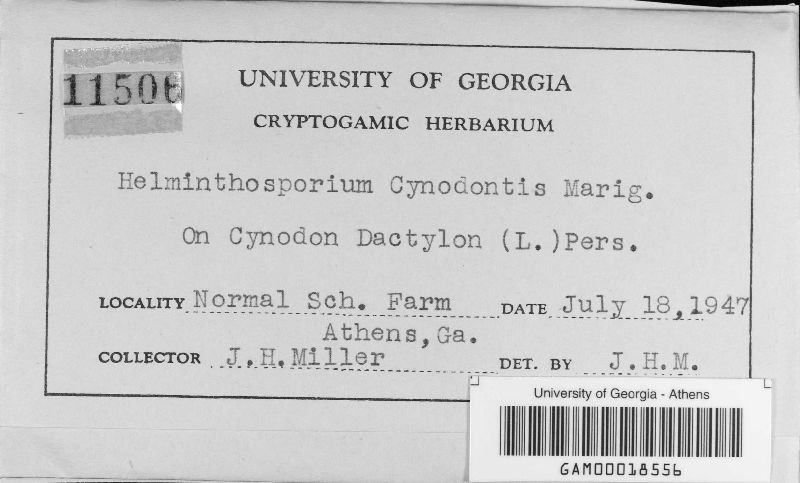 11506
UNIVERSITY OF GEORGIA
CRYPTOGAMIC HERBARIUM
Helminthosporium Cynodontis Marig.
On Cynodon Dactylon (L.)Pers.
LOCALITY Normal Sch. Farm DATE July 18,1947
Athens,Ga.
COLLECTOR J.H.Miller DET. BY J.H.M.
University of Georgia - Athens
GAM00018556